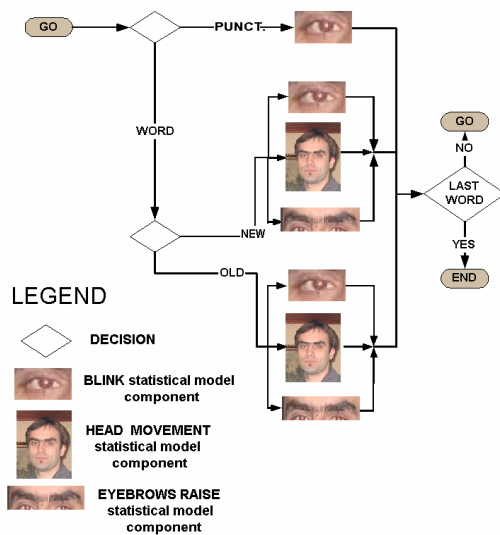 GO
PUNCT.
WORD
NEW
OLD
GO
NO
LAST
WORD
YES
END
LEGEND
DECISION
BLINK statistical model
component
HEAD MOVEMENT
statistical model
component
EYEBROWS RAISE
statistical model
component